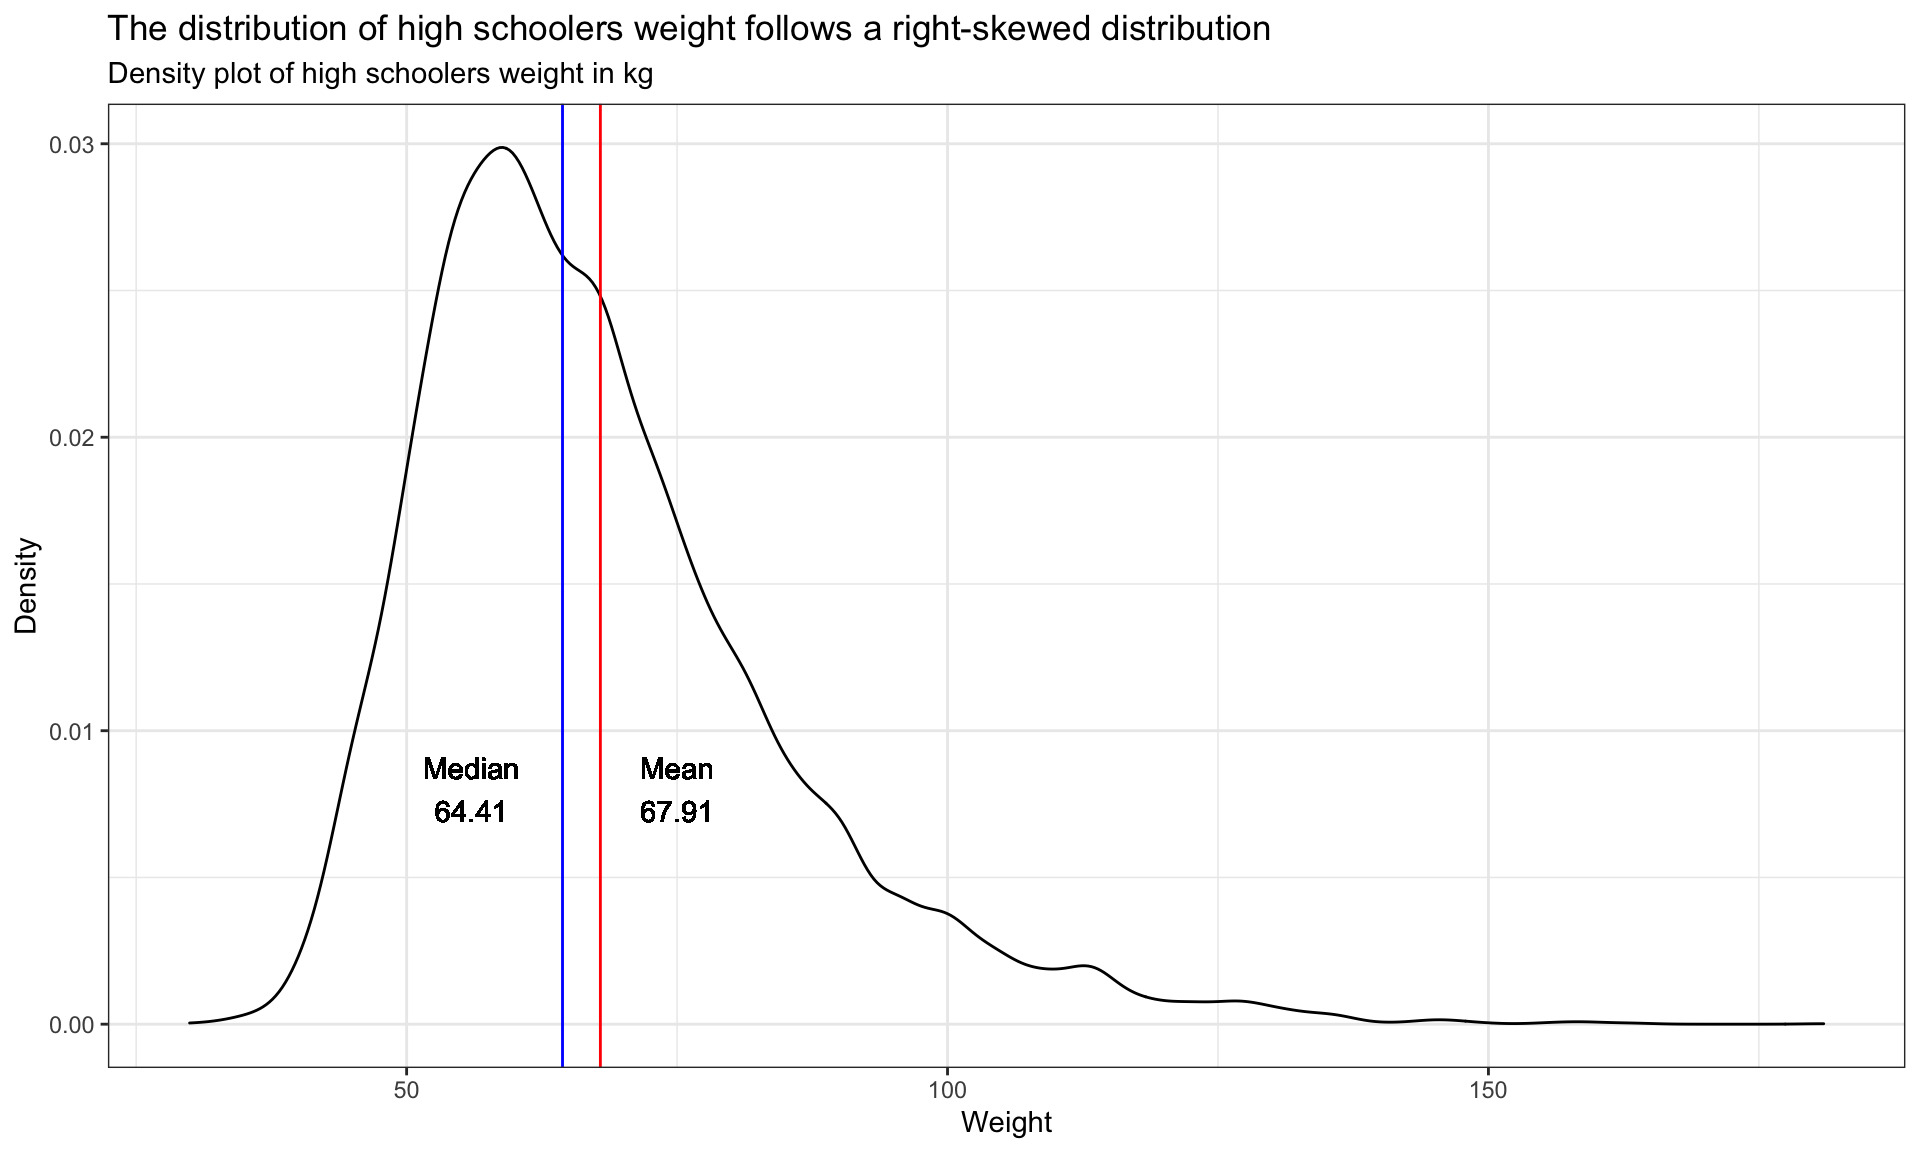 The distribution of high schoolers weight follows a right-skewed distribution
Density plot of high schoolers weight in kg
0.03
0.02
0.01
0.00
Density
Median
64.41
Mean
67.91
50
100
150
Weight